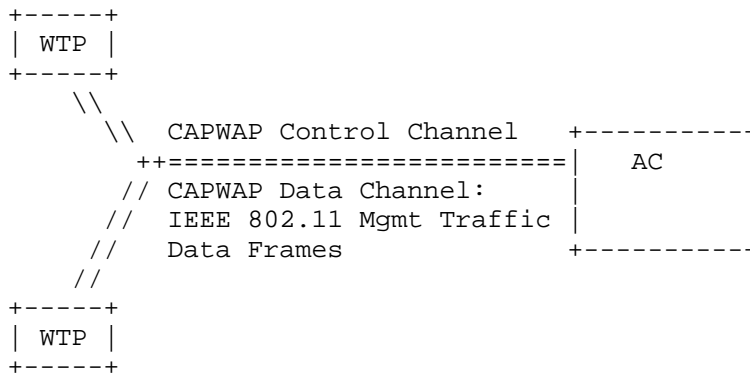 +-----+
| WTP |
+-----+
     \\
       \\  CAPWAP Control Channel   +-----------
         ++=========================|   AC
        // CAPWAP Data Channel:     |
       //  IEEE 802.11 Mgmt Traffic |
      //   Data Frames              +-----------
     //
+-----+
| WTP |
+-----+